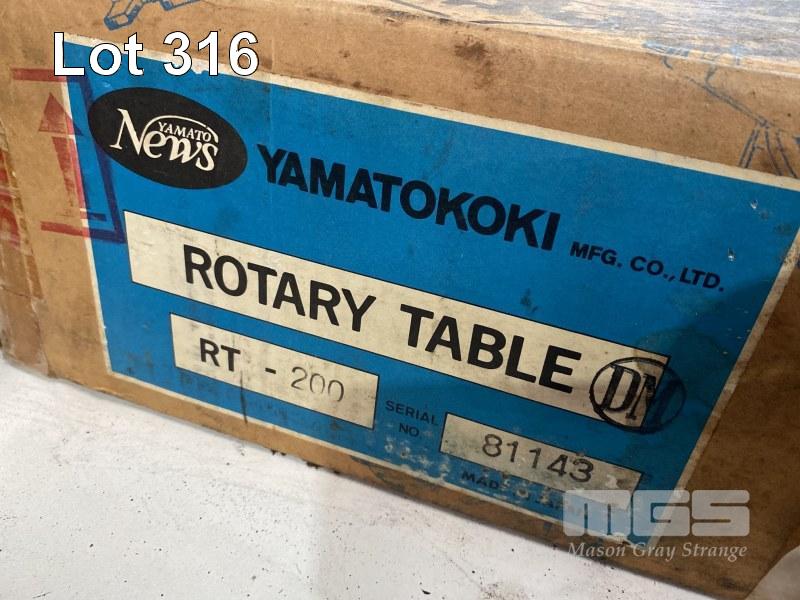 Lot 316
YAMATO
News
YAMATOKOKI MFG. CO., LTD.
ROTARY TABLE DM
RT - 200
SERIAL
NO.
81143
MGS
Mason Gray Strange